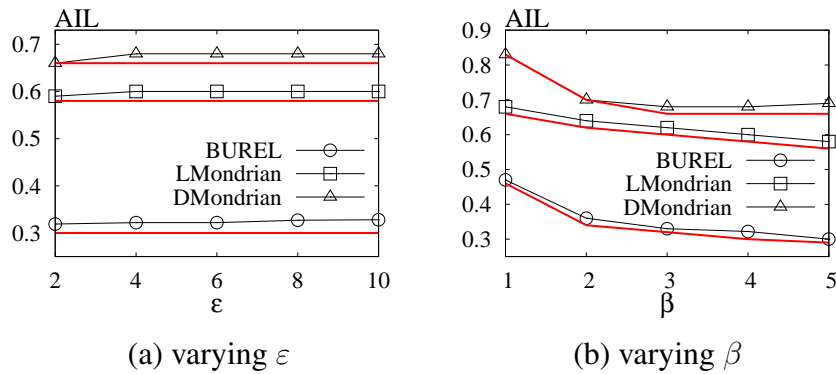 AIL
0.7
0.6
0.5
0.4
0.3
BUREL
LMondrian
DMondrian
2 4 6 8 10
ε
(a) varying ε
AIL
0.9
0.8
0.7
0.6
0.5
0.4
0.3
BUREL
LMondrian
DMondrian
1 2 3 4 5
β
(b) varying β